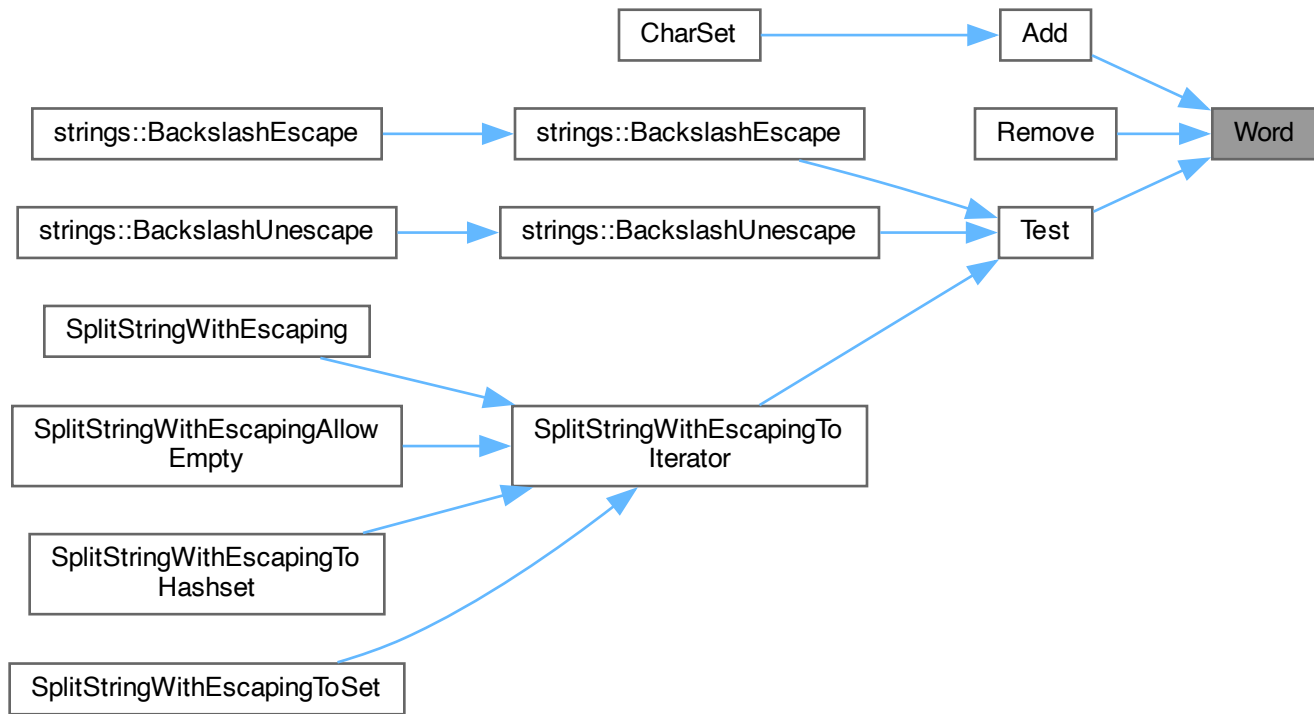 CharSet
Add
strings::BackslashEscape
strings::BackslashEscape
Remove
Word
strings::BackslashUnescape
strings::BackslashUnescape
Test
SplitStringWithEscaping
SplitStringWithEscapingAllow
Empty
SplitStringWithEscapingTo
Iterator
SplitStringWithEscapingTo
Hashset
SplitStringWithEscapingToSet